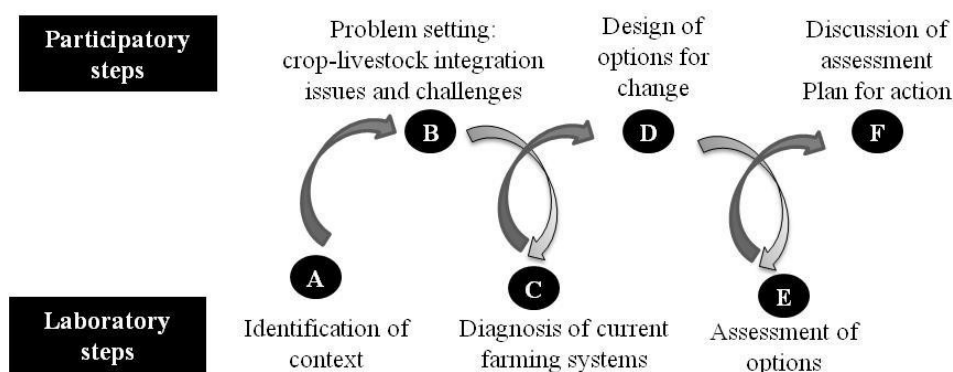 Participatory
steps
Problem setting:
crop-livestock integration
issues and challenges
B
Design of
options for
change
D
Discussion of
assessment
Plan for action
F
Laboratory
steps
A
Identification of
context
C
Diagnosis of current
farming systems
E
Assessment of
options